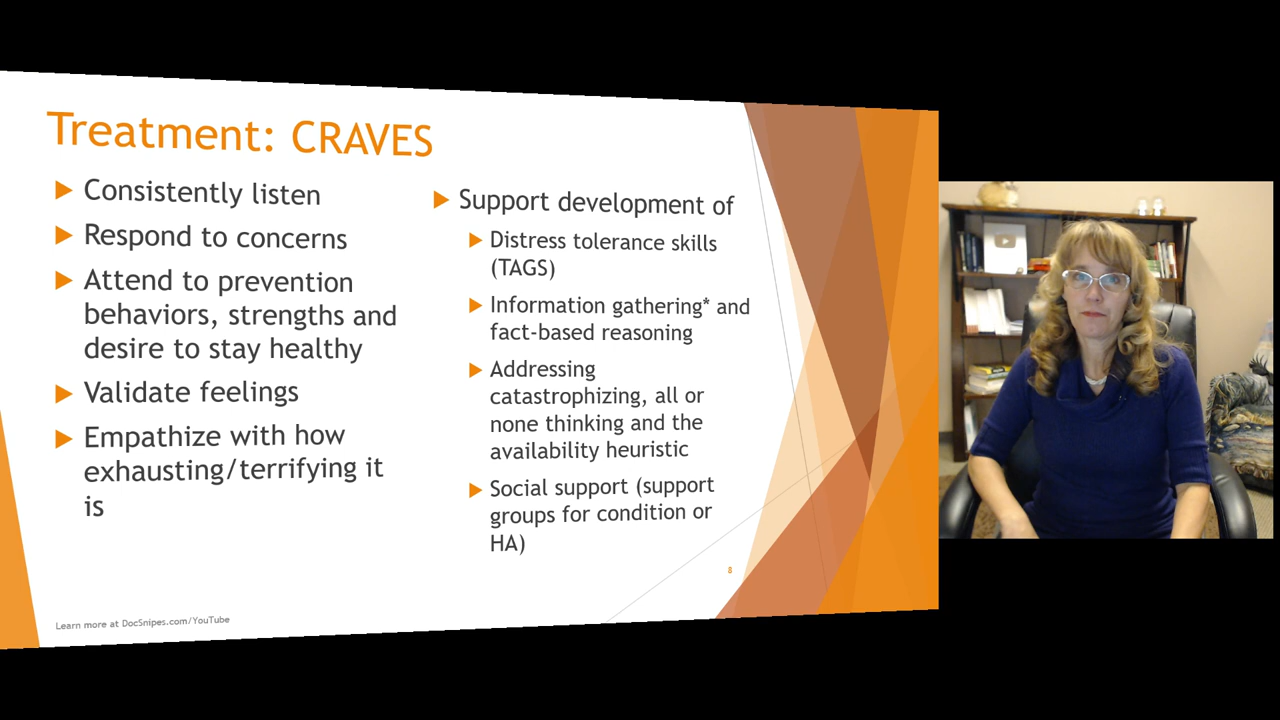 Treatment: CRAVES
Consistently listen
Respond to concerns
Attend to prevention
behaviors, strengths and
desire to stay healthy
Validate feelings
Empathize with how
exhausting/terrifying it
is
Support development of
Distress tolerance skills
(TAGS)
Information gathering* and
fact-based reasoning
Addressing
catastrophizing, all or
none thinking and the
availability heuristic
Social support (support
groups for condition or
HA)
8
Learn more at DocSnipes.com/YouTube